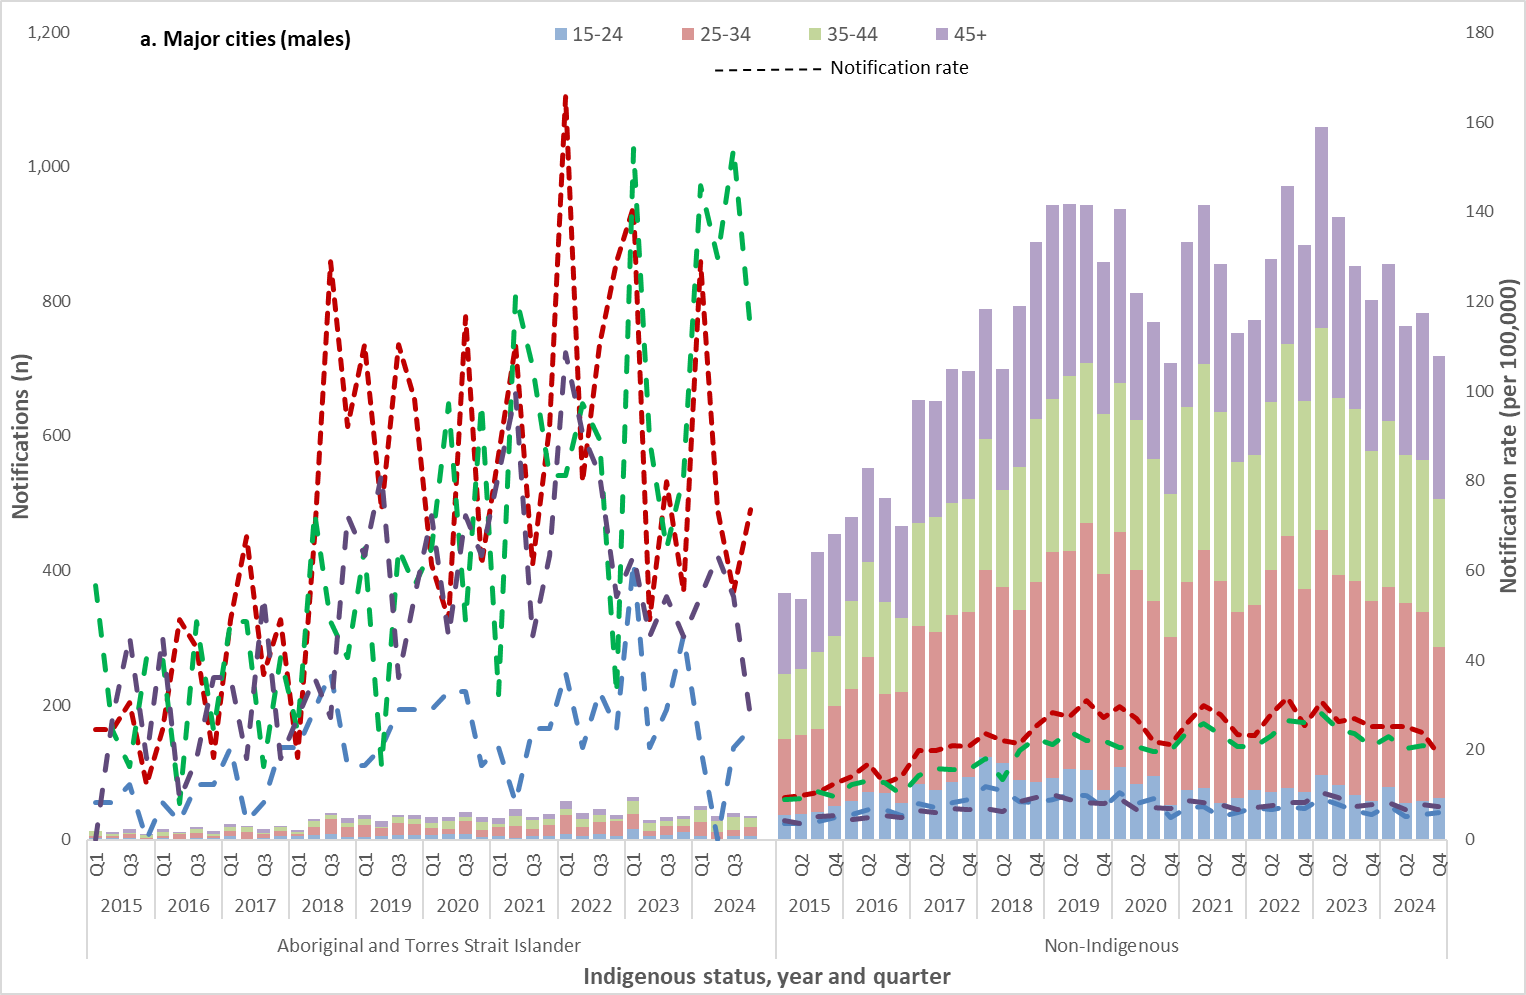 a. Major cities (males)
15-24 25-34 35-44 45+
Notification rate
Notifications (n)
1,200
1,000
800
600
400
200
0
Notification rate (per 100,000)
180
160
140
120
100
80
60
40
20
0
Q1 Q3 Q1 Q3 Q1 Q3 Q1 Q3 Q1 Q3 Q1 Q3 Q1 Q3 Q1 Q3 Q1 Q3 Q1 Q3 Q2 Q4 Q2 Q4 Q2 Q4 Q2 Q4 Q2 Q4 Q2 Q4 Q2 Q4 Q2 Q4 Q2 Q4 Q2 Q4
2015 2016 2017 2018 2019 2020 2021 2022 2023 2024 2015 2016 2017 2018 2019 2020 2021 2022 2023 2024
Aboriginal and Torres Strait Islander Non-Indigenous
Indigenous status, year and quarter